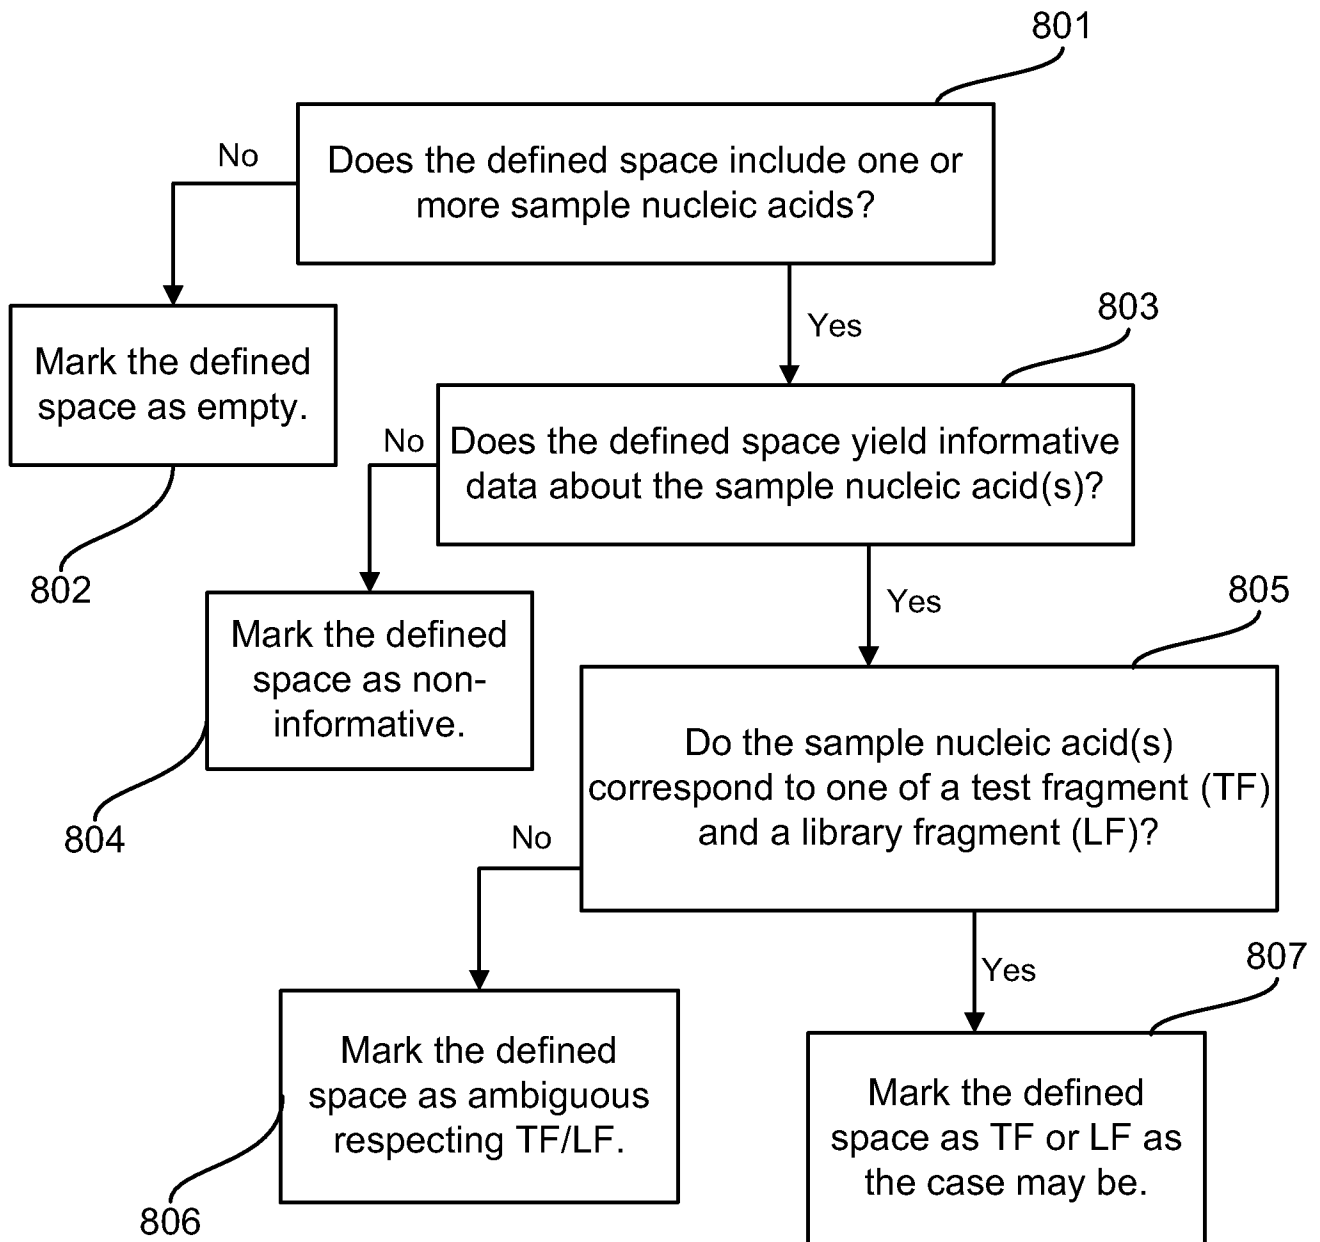 801
Does the defined space include one or
more sample nucleic acids?
No
Yes
Mark the defined
space as empty.
802
803
Does the defined space yield informative
data about the sample nucleic acid(s)?
No
Yes
Mark the defined
space as non-
informative.
804
805
Do the sample nucleic acid(s)
correspond to one of a test fragment (TF)
and a library fragment (LF)?
No
Yes
Mark the defined
space as ambiguous
respecting TF/LF.
806
807
Mark the defined
space as TF or LF as
the case may be.